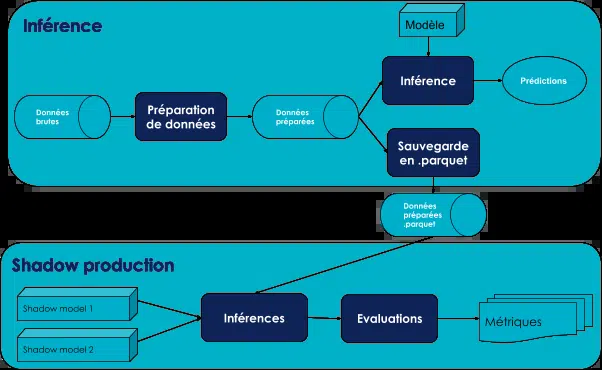 Inférence
Modèle
Inférence
Prédictions
Données
brutes
Préparation
de données
Données
préparées
Sauvegarde
en .parquet
Données
préparées
.parquet
Shadow production
Shadow model 1
Shadow model 2
Inférences
Evaluations
Métriques